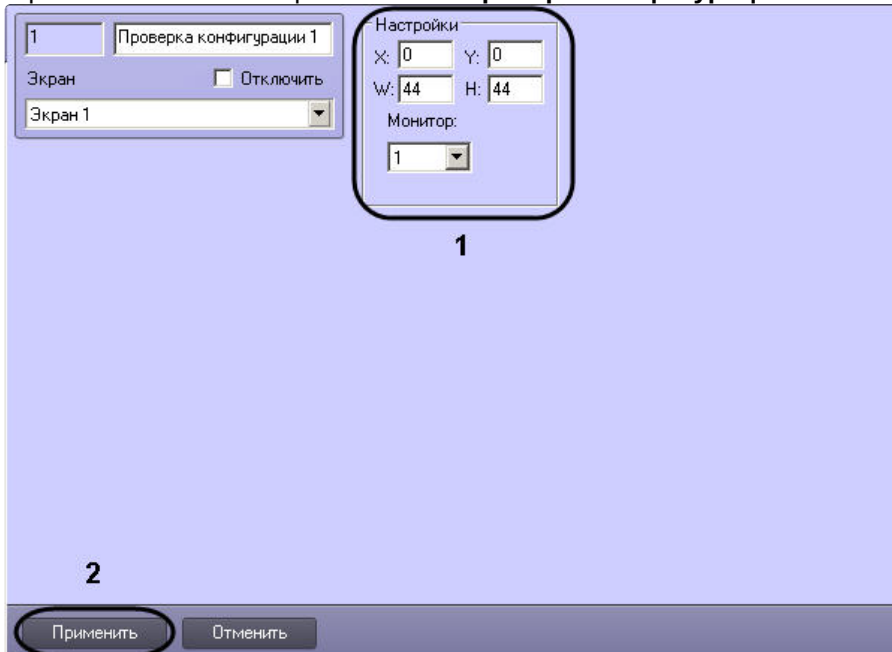 1 Проверка конфигурации 1
Экран Отключить
Экран 1
Настройки
X: 0 Y: 0
W: 44 H: 44
Монитор:
1
1
2
Применить Отменить